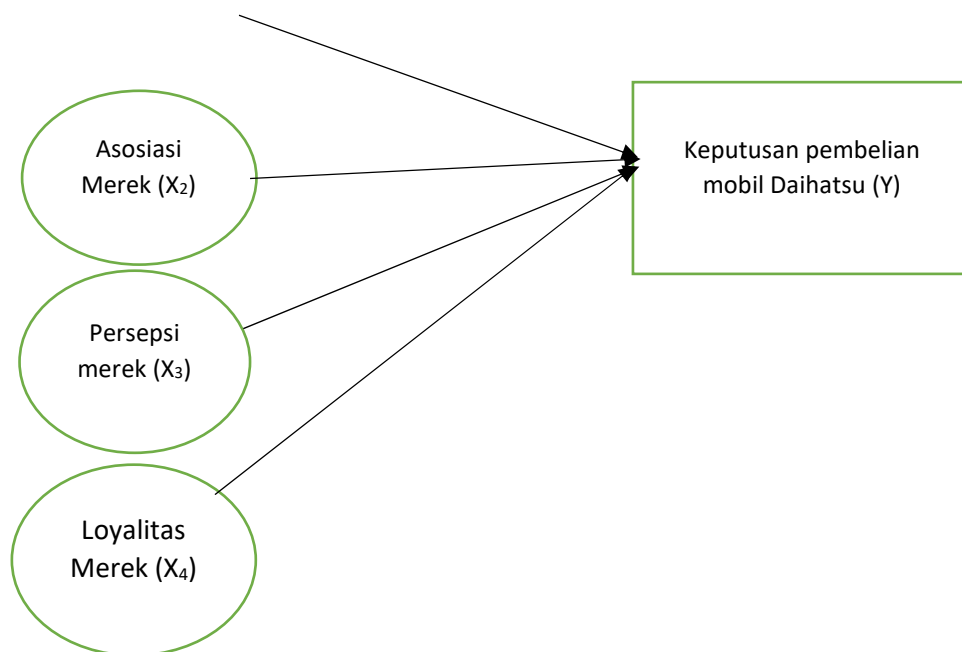 Asosiasi
Merek (X₂)
Keputusan pembelian
mobil Daihatsu (Y)
Persepsi
merek (X₃)
Loyalitas
Merek (X₄)